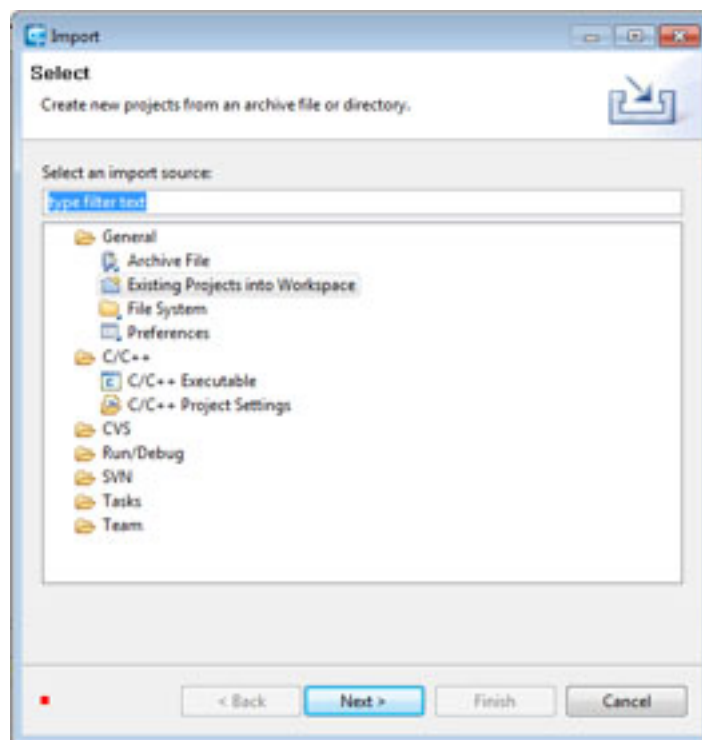 Import
Select
Create new projects from an archive file or directory.
Select an import source:
type filter text
General
Archive File
Existing Projects into Workspace
File System
Preferences
C/C++
C/C++ Executable
C/C++ Project Settings
CVS
Run/Debug
SVN
Tasks
Team
< Back Next > Finish Cancel